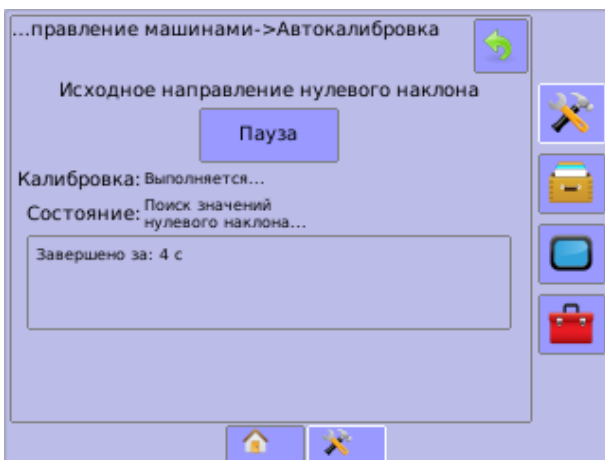 ...правление машинами->Автокалибровка
Исходное направление нулевого наклона
Пауза
Калибровка: Выполняется...
Состояние: Поиск значений
нулевого наклона...
Завершено за: 4 с